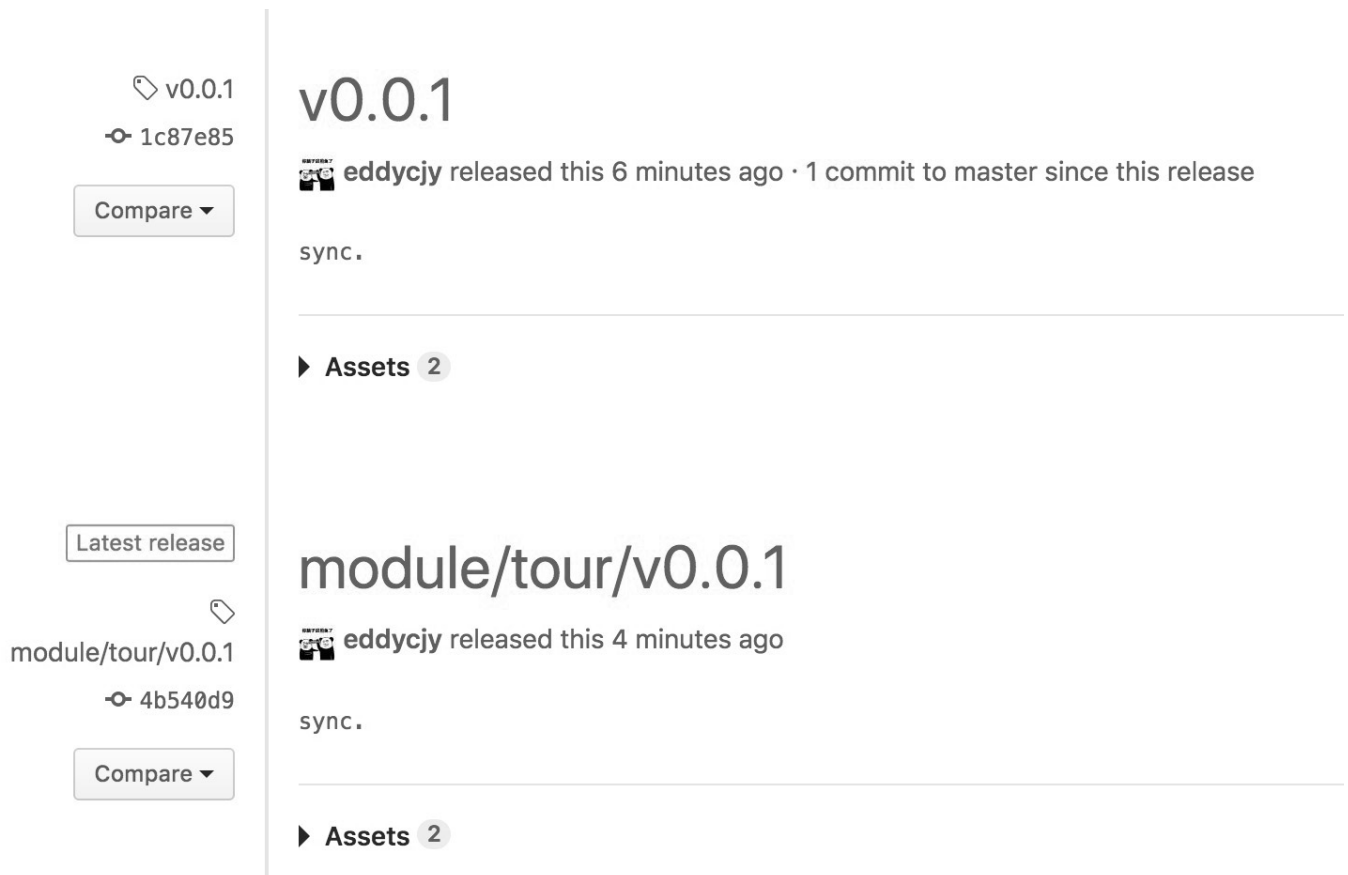 v0.0.1
1c87e85
Compare
v0.0.1
eddycjy released this 6 minutes ago · 1 commit to master since this release
sync.
Assets 2
Latest release
module/tour/v0.0.1
4b540d9
Compare
module/tour/v0.0.1
eddycjy released this 4 minutes ago
sync.
Assets 2